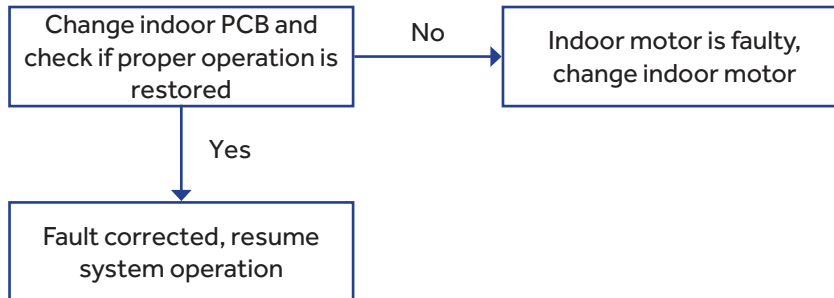 Change indoor PCB and
check if proper operation is
restored
No
Indoor motor is faulty,
change indoor motor
Yes
Fault corrected, resume
system operation